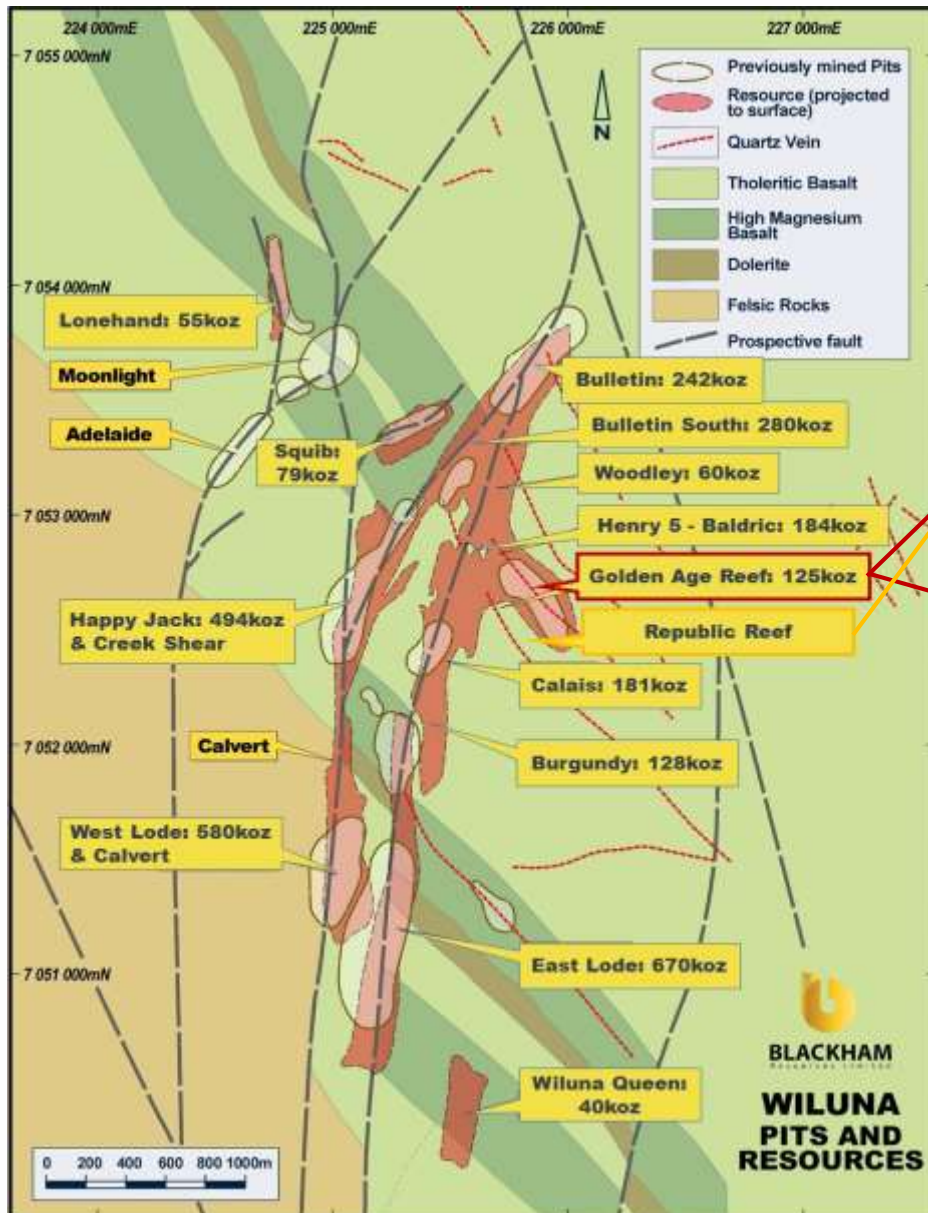 224 000mE
225 000mE
226 000mE
227 000mE
7 055 000mN
7 054 000mN
7 053 000mN
7 052 000mN
7 051 000mN
N
Previously mined Pits
Resource (projected
to surface)
Quartz Vein
Tholeritic Basalt
High Magnesium
Basalt
Dolerite
Felsic Rocks
Prospective fault
Lonehand: 55koz
Moonlight
Adelaide
Squib:
79koz
Bulletin: 242koz
Bulletin South: 280koz
Woodley: 60koz
Henry 5 - Baldric: 184koz
Golden Age Reef: 125koz
Republic Reef
Happy Jack: 494koz
& Creek Shear
Calais: 181koz
Calvert
Burgundy: 128koz
West Lode: 580koz
& Calvert
East Lode: 670koz
Wiluna Queen:
40koz
0 200 400 600 800 1000m
BLACKHAM
Resources Limited
WILUNA
PITS AND
RESOURCES